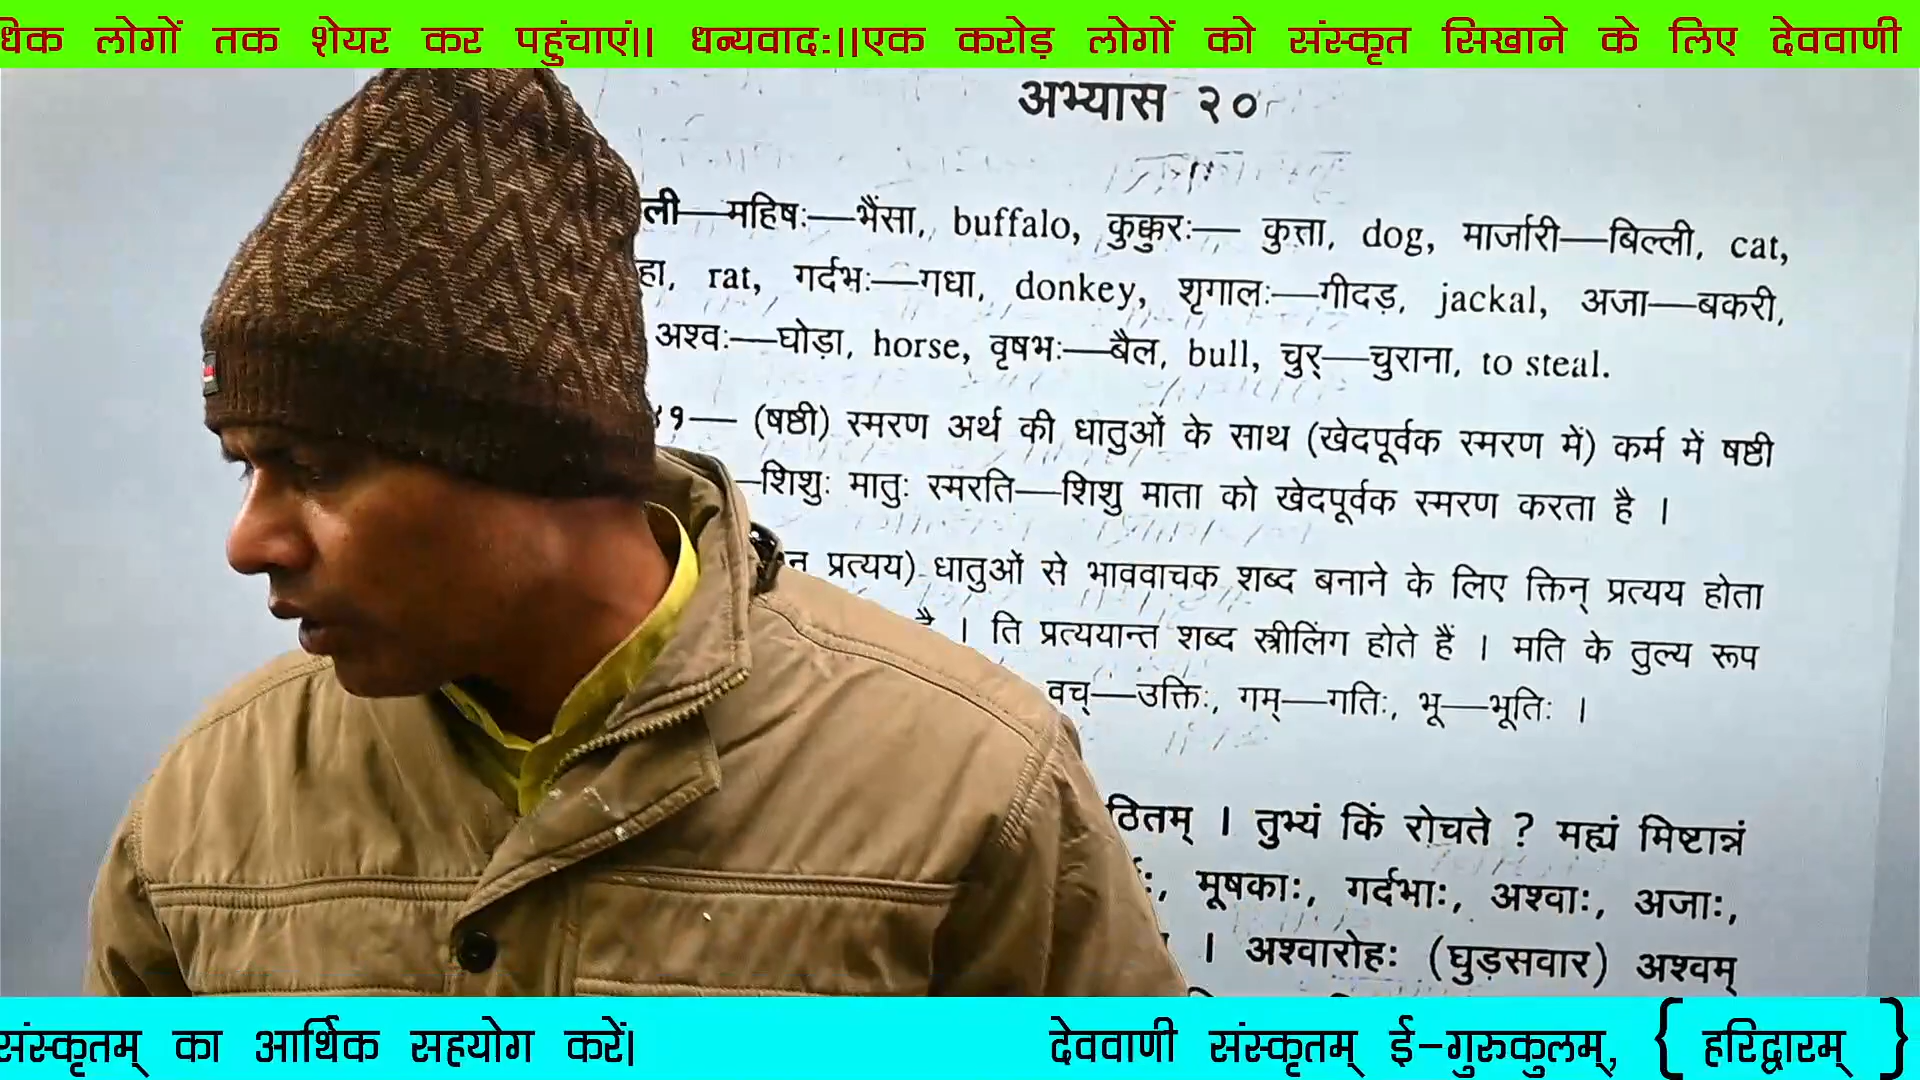 धिक लोगों तक शेयर कर पहुंचाएं|| धन्यवादः||एक करोड़ लोगों को संस्कृत सिखाने के लिए देववाणी
अभ्यास २०
ली—महिषः—भैंसा, buffalo, कुक्कुरः— कुत्ता, dog, मार्जारी—बिल्ली, cat,
हा, rat, गर्दभः—गधा, donkey, शृगालः—गीदड़, jackal, अजा—बकरी,
अश्वः—घोड़ा, horse, वृषभः—बैल, bull, चुर्—चुराना, to steal.
१— (षष्ठी) स्मरण अर्थ की धातुओं के साथ (खेदपूर्वक स्मरण में) कर्म में षष्ठी
—शिशुः मातुः स्मरति—शिशु माता को खेदपूर्वक स्मरण करता है ।
न् प्रत्यय) धातुओं से भाववाचक शब्द बनाने के लिए क्तिन् प्रत्यय होता
है । ति प्रत्ययान्त शब्द स्त्रीलिंग होते हैं । मति के तुल्य रूप
वच्—उक्तिः, गम्—गतिः, भू—भूतिः ।
ठितम् । तुभ्यं किं रोचते ? मह्यं मिष्टान्नं
मूषकाः, गर्दभाः, अश्वाः, अजाः,
। अश्वारोहः (घुड़सवार) अश्वम्
संस्कृतम् का आर्थिक सहयोग करें| देववाणी संस्कृतम् ई-गुरुकुलम्, { हरिद्वारम् }